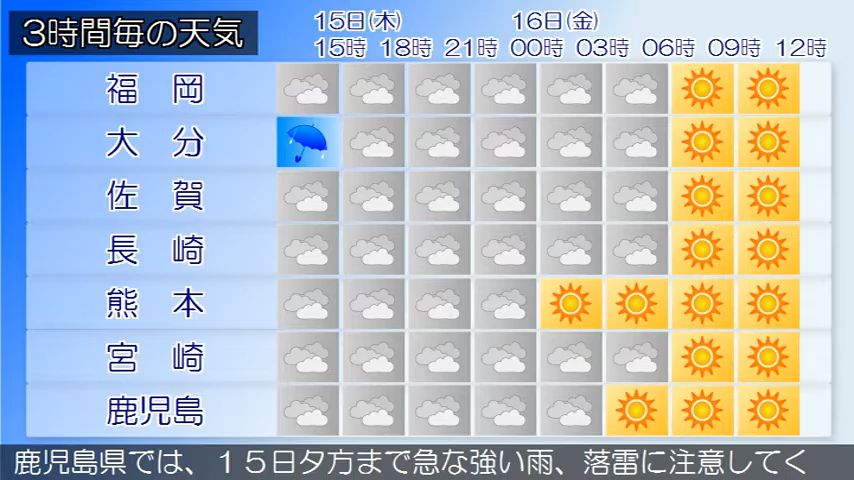 3時間毎の天気
15日(木) 16日(金)
15時 18時 21時 00時 03時 06時 09時 12時
福岡
大分
佐賀
長崎
熊本
宮崎
鹿児島
鹿児島県では、１５日夕方まで急な強い雨、落雷に注意してく